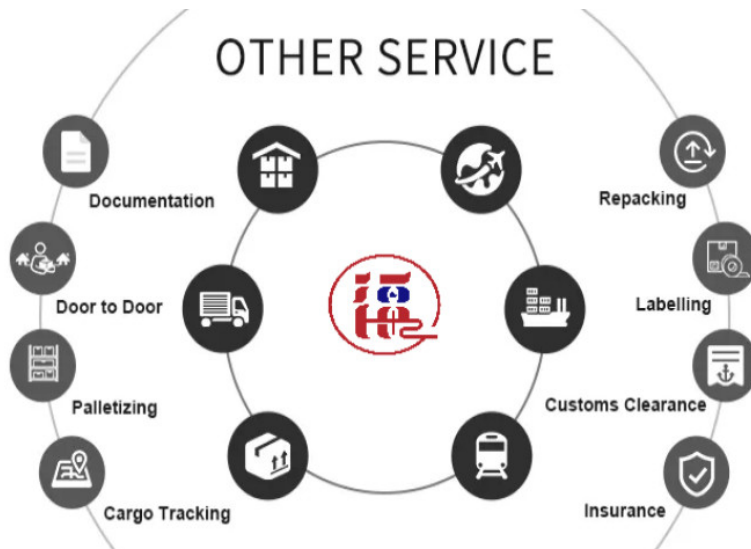 OTHER SERVICE
Documentation
Repacking
Door to Door
Labelling
Palletizing
Customs Clearance
Cargo Tracking
Insurance